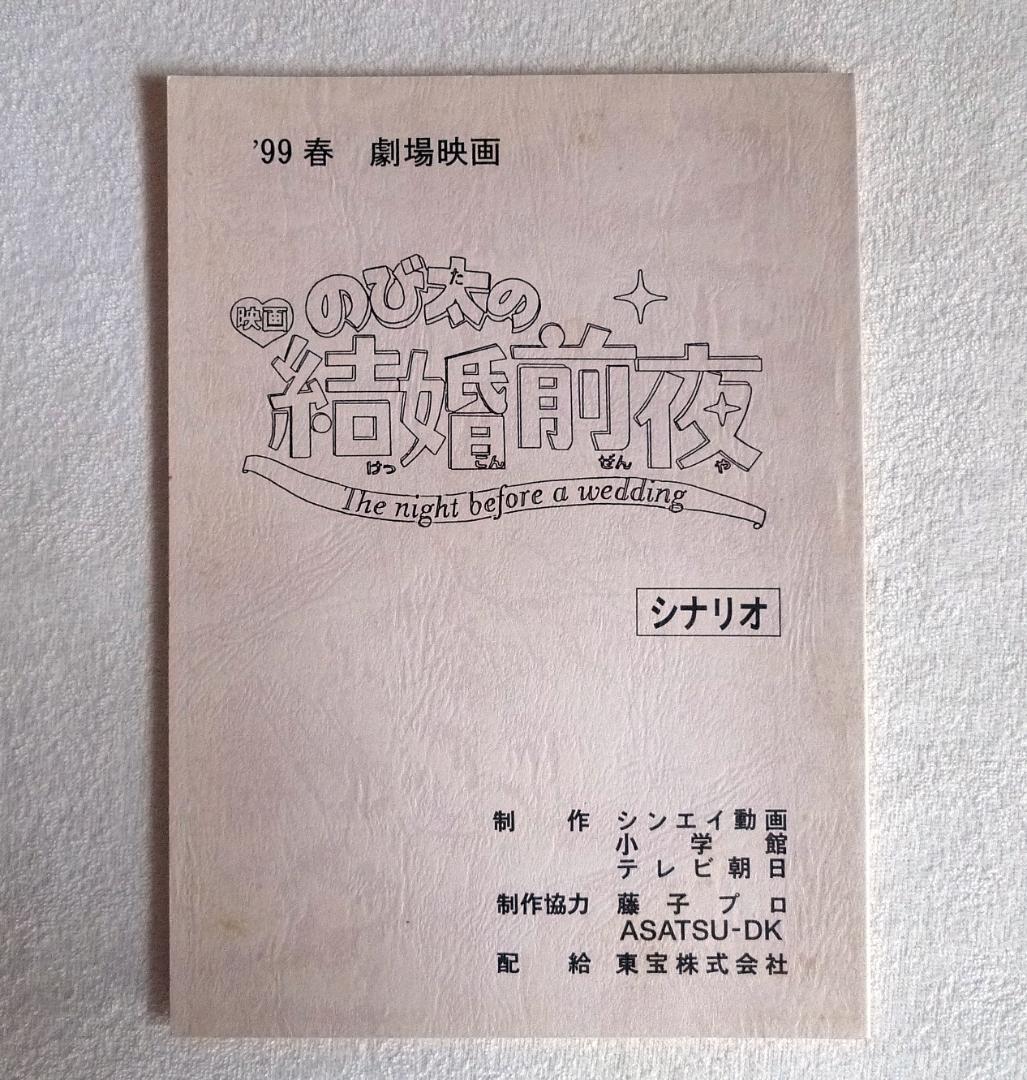 '99 春 劇場映画
映画 のび太の
た
結婚前夜
けっ こん ぜん や
The night before a wedding
シナリオ
制作 シンエイ動画
小学館
テレビ朝日
制作協力 藤子プロ
ASATSU-DK
配給 東宝株式会社